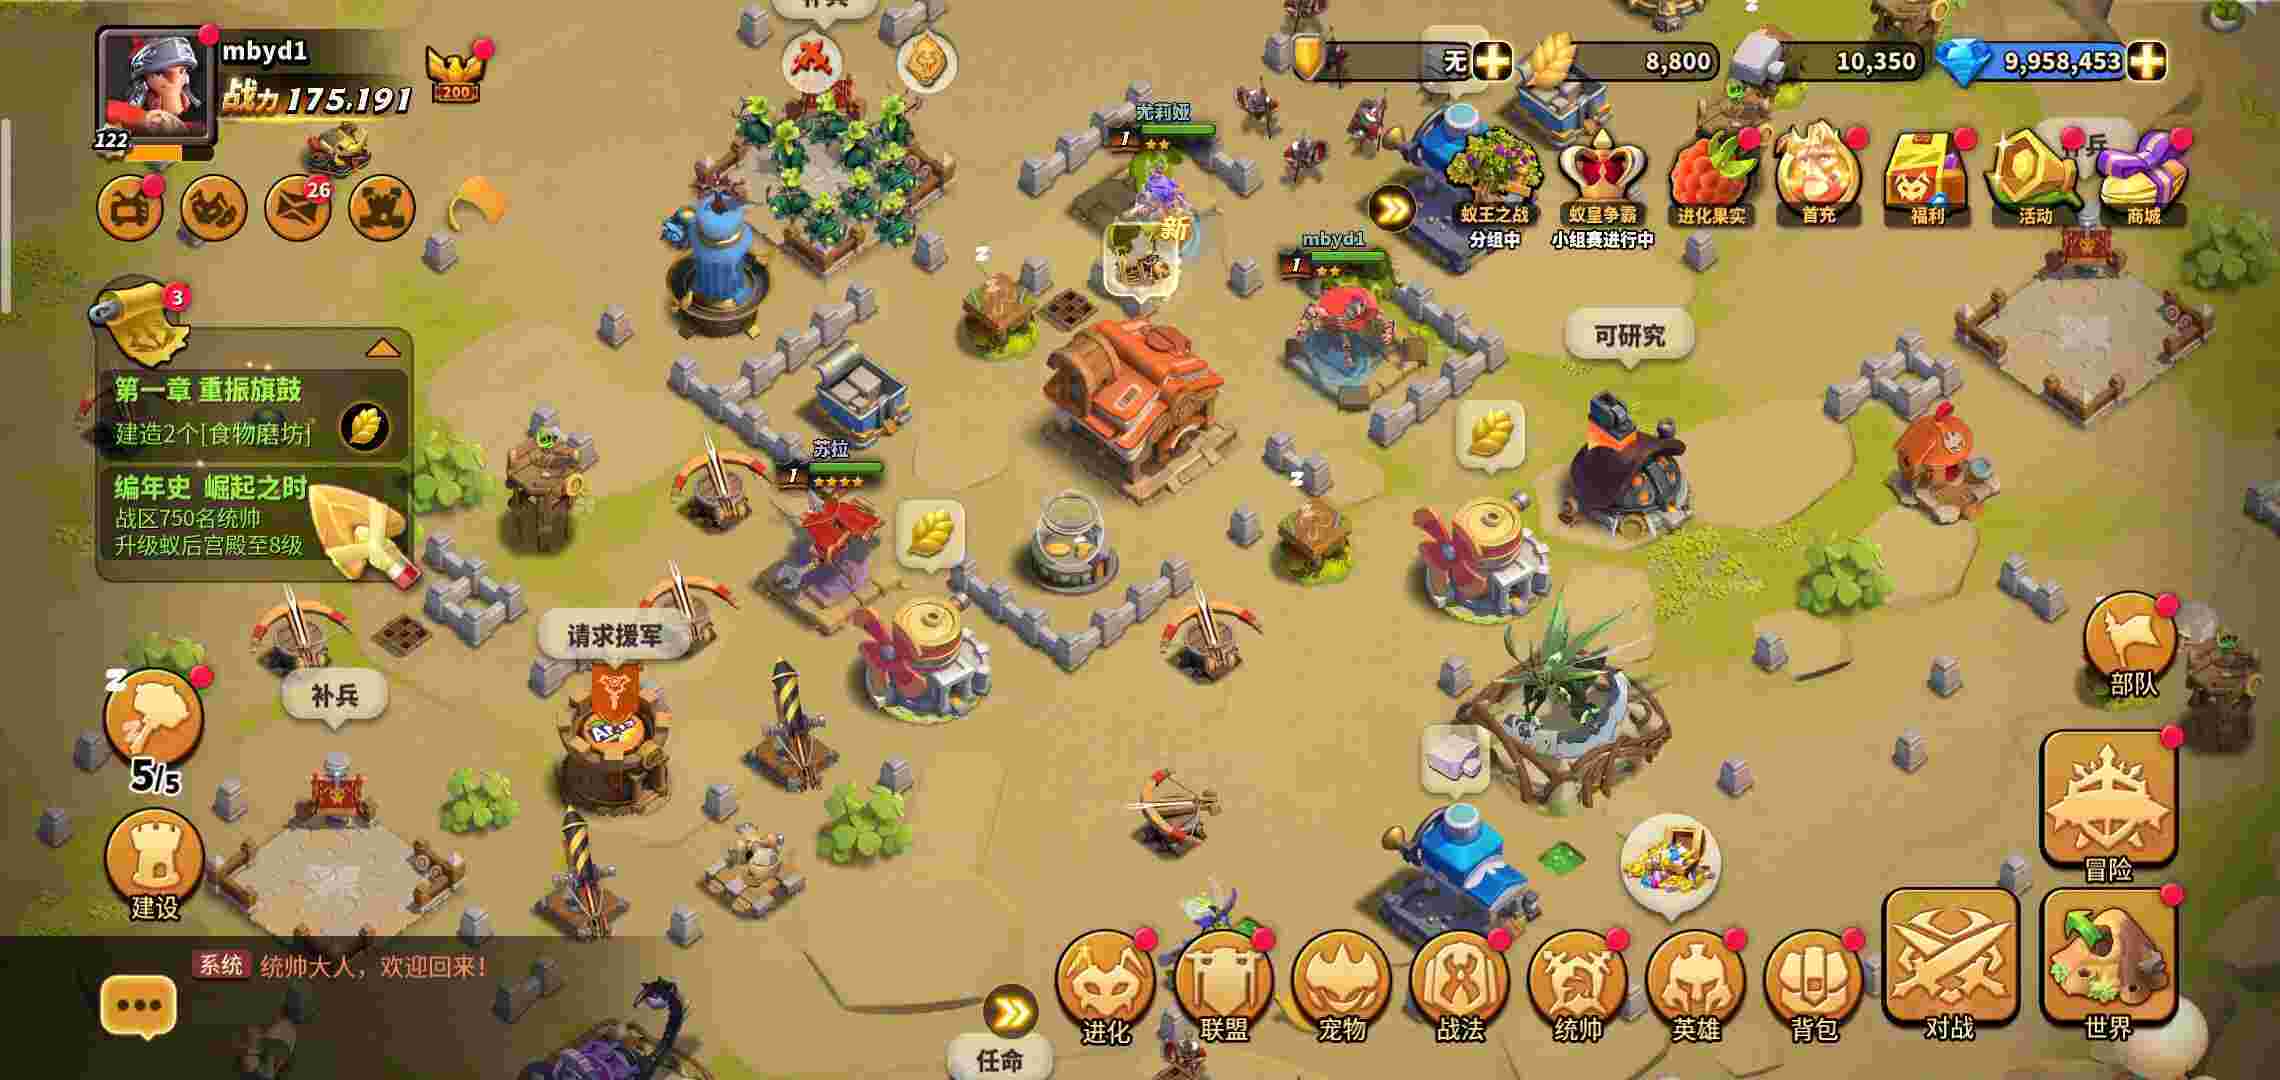 补兵
mbyd1
战力 175,191
200
122
26
无
8,800
10,350
9,958,453
蚁王之战
分组中
蚁皇争霸
小组赛进行中
进化果实
首充
福利
活动
商城
补兵
尤莉娅
1
新
mbyd1
1
可研究
3
第一章 重振旗鼓
建造2个[食物磨坊]
编年史 崛起之时
战区750名统帅
升级蚁后宫殿至8级
苏拉
1
z
z
z
z
请求援军
补兵
5/5
建设
部队
冒险
系统 统帅大人，欢迎回来！
任命
进化
联盟
宠物
战法
统帅
英雄
背包
对战
世界